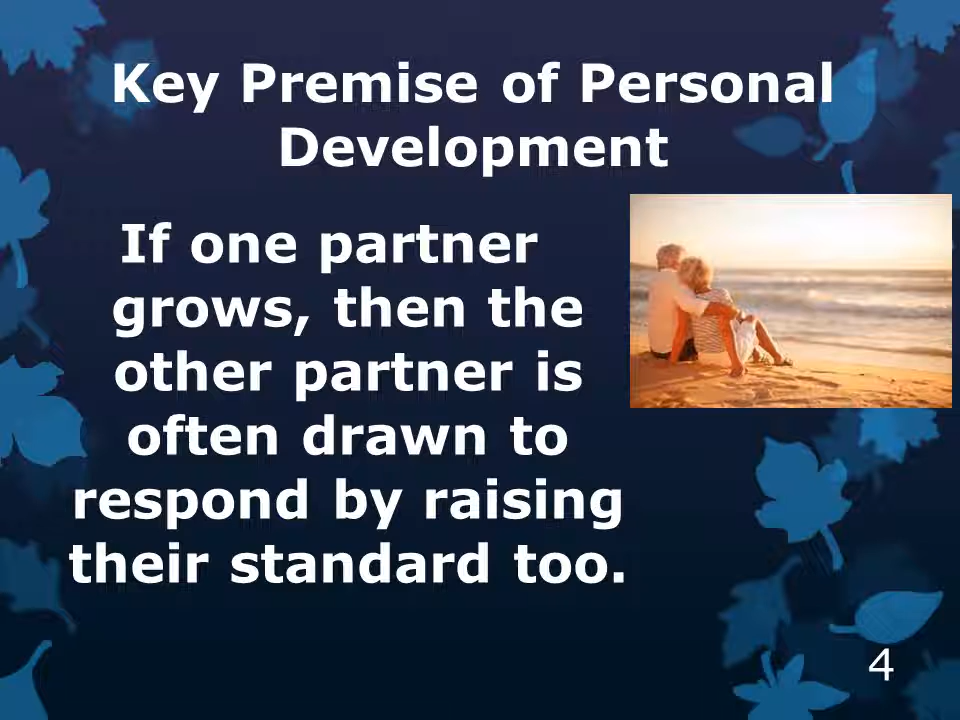 Key Premise of Personal
Development
If one partner
grows, then the
other partner is
often drawn to
respond by raising
their standard too.
4